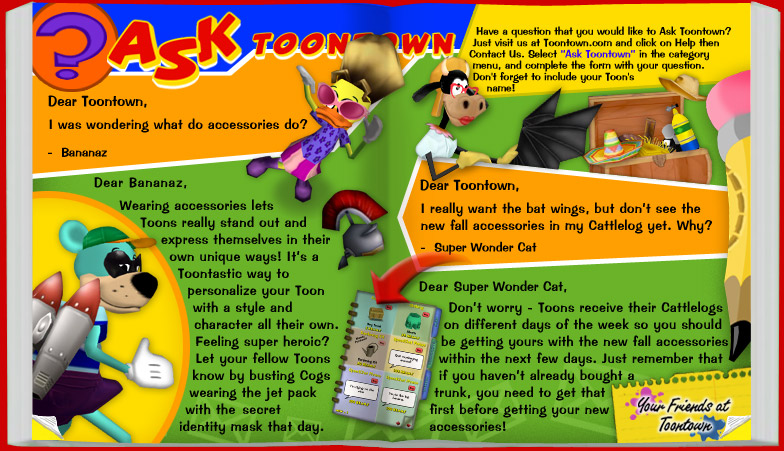 ASK TOONTOWN
Have a question that you would like to Ask Toontown?
Just visit us at Toontown.com and click on Help then
Contact Us. Select "Ask Toontown" in the category
menu, and complete the form with your question.
Don't forget to include your Toon's
name!
Dear Toontown,
I was wondering what do accessories do?
- Bananaz
Dear Bananaz,
Wearing accessories lets
Toons really stand out and
express themselves in their
own unique ways! It's a
Toontastic way to
personalize your Toon
with a style and
character all their own.
Feeling super heroic?
Let your fellow Toons
know by busting Cogs
wearing the jet pack
with the secret
identity mask that day.
Dear Toontown,
I really want the bat wings, but don't see the
new fall accessories in my Cattlelog yet. Why?
- Super Wonder Cat
Dear Super Wonder Cat,
Don't worry - Toons receive their Cattlelogs
on different days of the week so you should
be getting yours with the new fall accessories
within the next few days. Just remember that
if you haven't already bought a
trunk, you need to get that
first before getting your new
accessories!
Your Friends at
Toontown